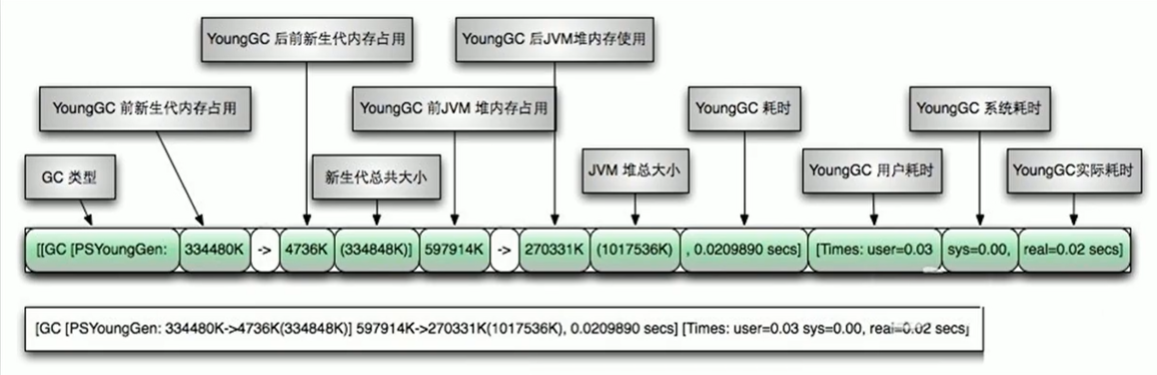 YoungGC 后前新生代内存占用
YoungGC 后JVM堆内存使用
YoungGC 前新生代内存占用
YoungGC 前JVM 堆内存占用
YoungGC 耗时
YoungGC 系统耗时
GC 类型
新生代总共大小
JVM 堆总大小
YoungGC 用户耗时
YoungGC实际耗时
[[GC [PSYoungGen: 334480K -> 4736K (334848K)] 597914K -> 270331K (1017536K) , 0.0209890 secs] [Times: user=0.03 sys=0.00, real=0.02 secs]
[GC [PSYoungGen: 334480K->4736K(334848K)] 597914K->270331K(1017536K), 0.0209890 secs] [Times: user=0.03 sys=0.00, real=0.02 secs]